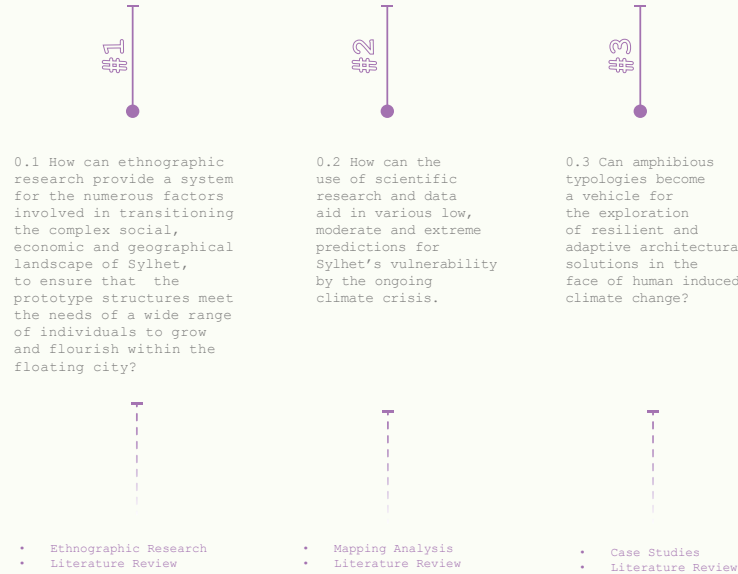 #1
#2
#3
0.1 How can ethnographic
research provide a system
for the numerous factors
involved in transitioning
the complex social,
economic and geographical
landscape of Sylhet,
to ensure that  the
prototype structures meet
the needs of a wide range
of individuals to grow
and flourish within the
floating city?
0.2 How can the
use of scientific
research and data
aid in various low,
moderate and extreme
predictions for
Sylhet's vulnerability
by the ongoing
climate crisis.
0.3 Can amphibious
typologies become
a vehicle for
the exploration
of resilient and
adaptive architectura
solutions in the
face of human induced
climate change?
• Ethnographic Research
• Literature Review
• Mapping Analysis
• Literature Review
• Case Studies
• Literature Review